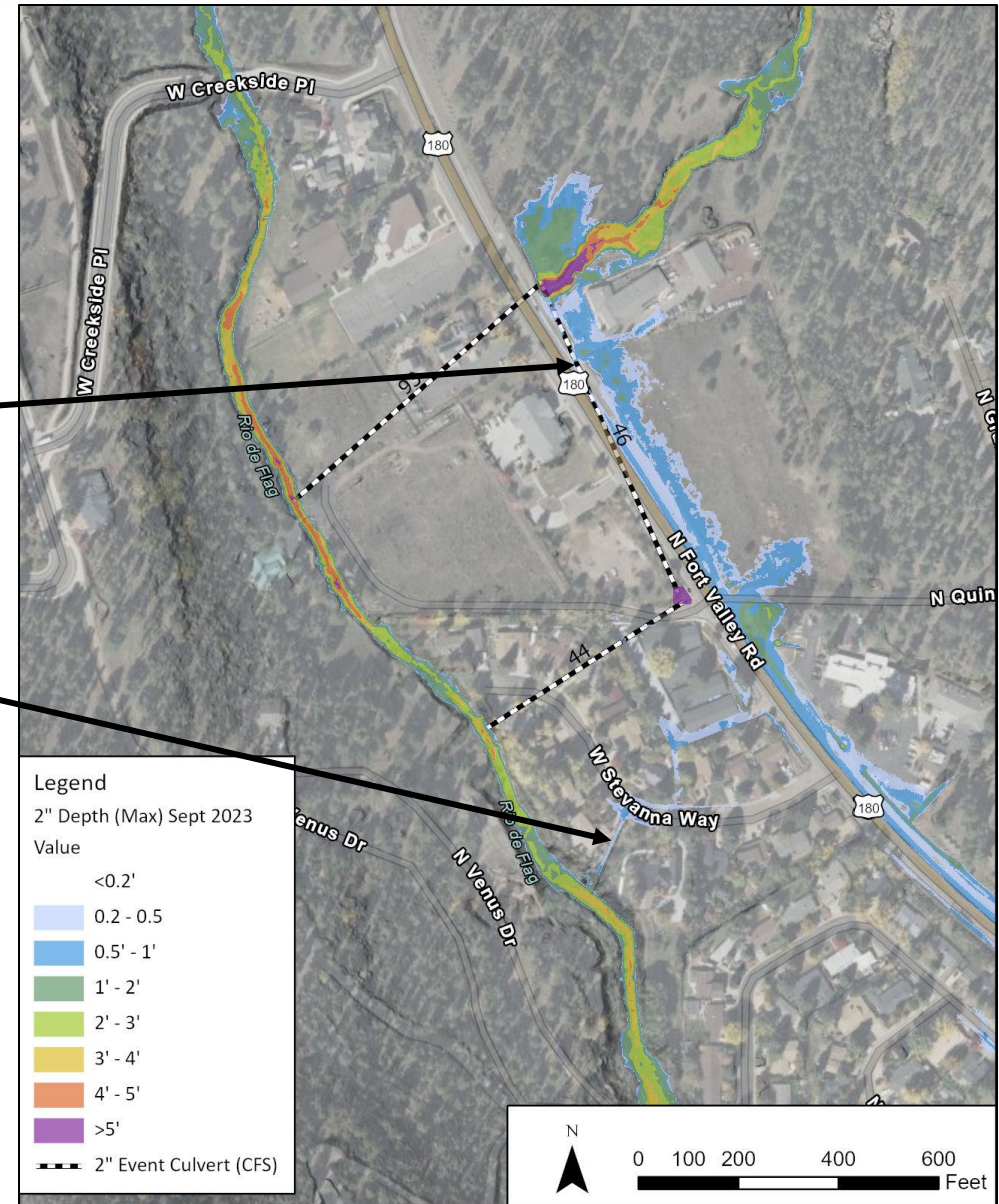 W Creekside Pl
180
W Creekside Pl
180
Rio de Flag
46
N Fort Valley Rd
N Quin
44
W Stevanna Way
180
Rio de Flag
enus Dr
N Venus Dr
Legend
2" Depth (Max) Sept 2023
Value
<0.2'
0.2 - 0.5
0.5' - 1'
1' - 2'
2' - 3'
3' - 4'
4' - 5'
>5'
2" Event Culvert (CFS)
N
0 100 200 400 600
Feet